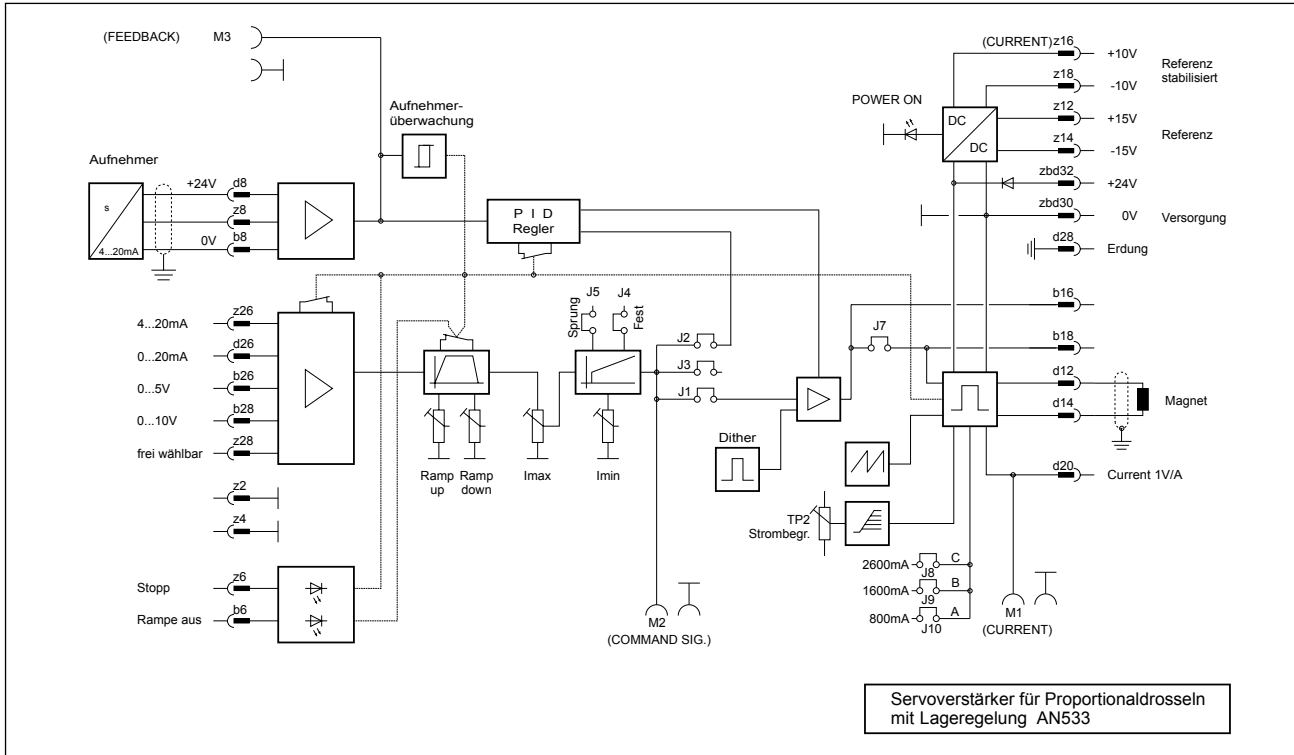 (FEEDBACK) M3
Aufnehmer-
überwachung
Aufnehmer
s
4...20mA
+24V d8
z8
0V b8
P I D
Regler
POWER ON
DC
DC
(CURRENT) z16 +10V
z18 -10V
Referenz
stabilisiert
z12 +15V
z14 -15V
Referenz
zbd32 +24V
zbd30 0V Versorgung
d28 Erdung
b16
b18
d12
d14
Magnet
d20 Current 1V/A
4...20mA z26
0...20mA d26
0...5V b26
0...10V b28
frei wählbar z28
z2
z4
Stopp z6
Rampe aus b6
Ramp
up
Ramp
down
Imax
Imin
J5
Sprung
J4
Fest
J2
J3
J1
J7
Dither
TP2
Strombegr.
2600mA J8 C
1600mA J9 B
800mA J10 A
M2
(COMMAND SIG.)
M1
(CURRENT)
Servoverstärker für Proportionaldrosseln
mit Lageregelung AN533